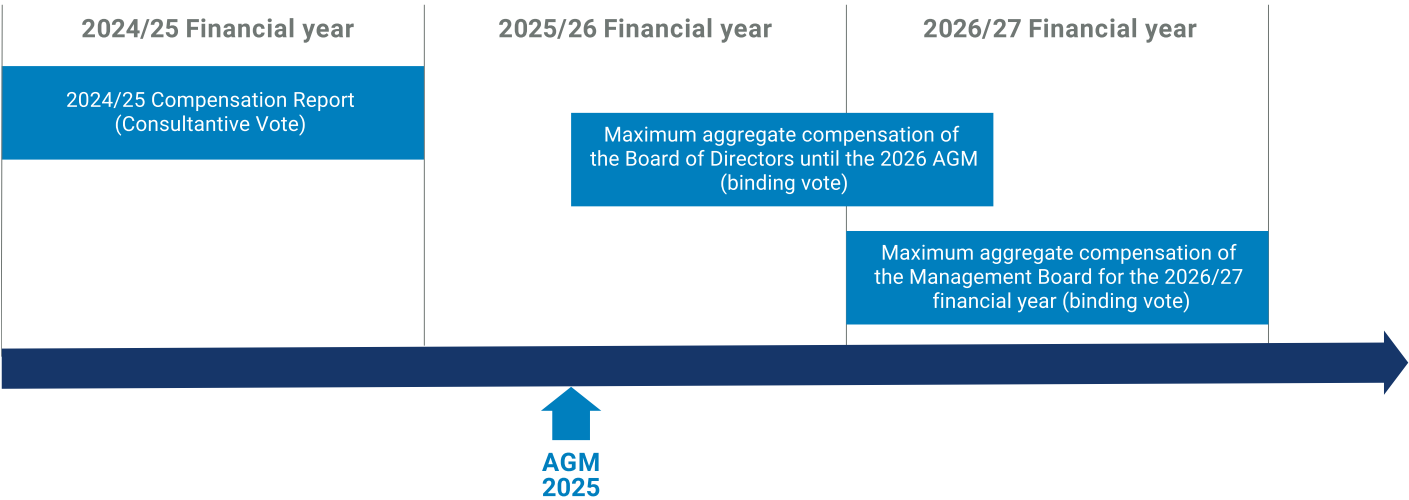 2024/25 Financial year
2025/26 Financial year
2026/27 Financial year
2024/25 Compensation Report
(Consultantive Vote)
Maximum aggregate compensation of
the Board of Directors until the 2026 AGM
(binding vote)
Maximum aggregate compensation of
the Management Board for the 2026/27
financial year (binding vote)
AGM
2025